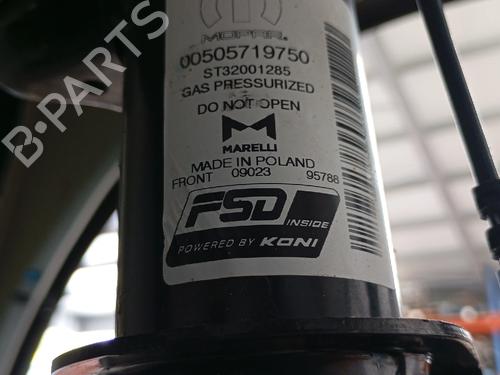 MOPAR
00505719750
ST32001285
GAS PRESSURIZED
DO NOT OPEN
MARELLI
MADE IN POLAND
FRONT 09023 95788
FSD INSIDE
POWERED BY KONI